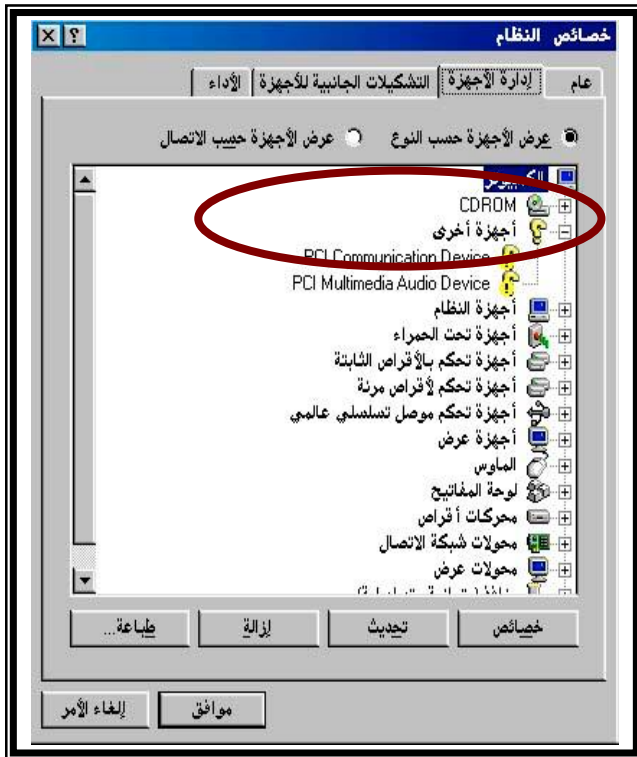 خصائص النظام
عام إدارة الأجهزة التشكيلات الجانبية للأجهزة الأداء
عرض الأجهزة حسب النوع عرض الأجهزة حسب الاتصال
الكمبيوتر
CDROM
أجهزة أخرى
PCI Communication Device
PCI Multimedia Audio Device
أجهزة النظام
أجهزة تحت الحمراء
أجهزة تحكم بالأقراص الثابتة
أجهزة تحكم لأقراص مرنة
أجهزة تحكم موصل تسلسلي عالمي
أجهزة عرض
الماوس
لوحة المفاتيح
محركات أقراص
محولات شبكة الاتصال
محولات عرض
خصائص تحديث إزالة طباعة...
موافق إلغاء الأمر